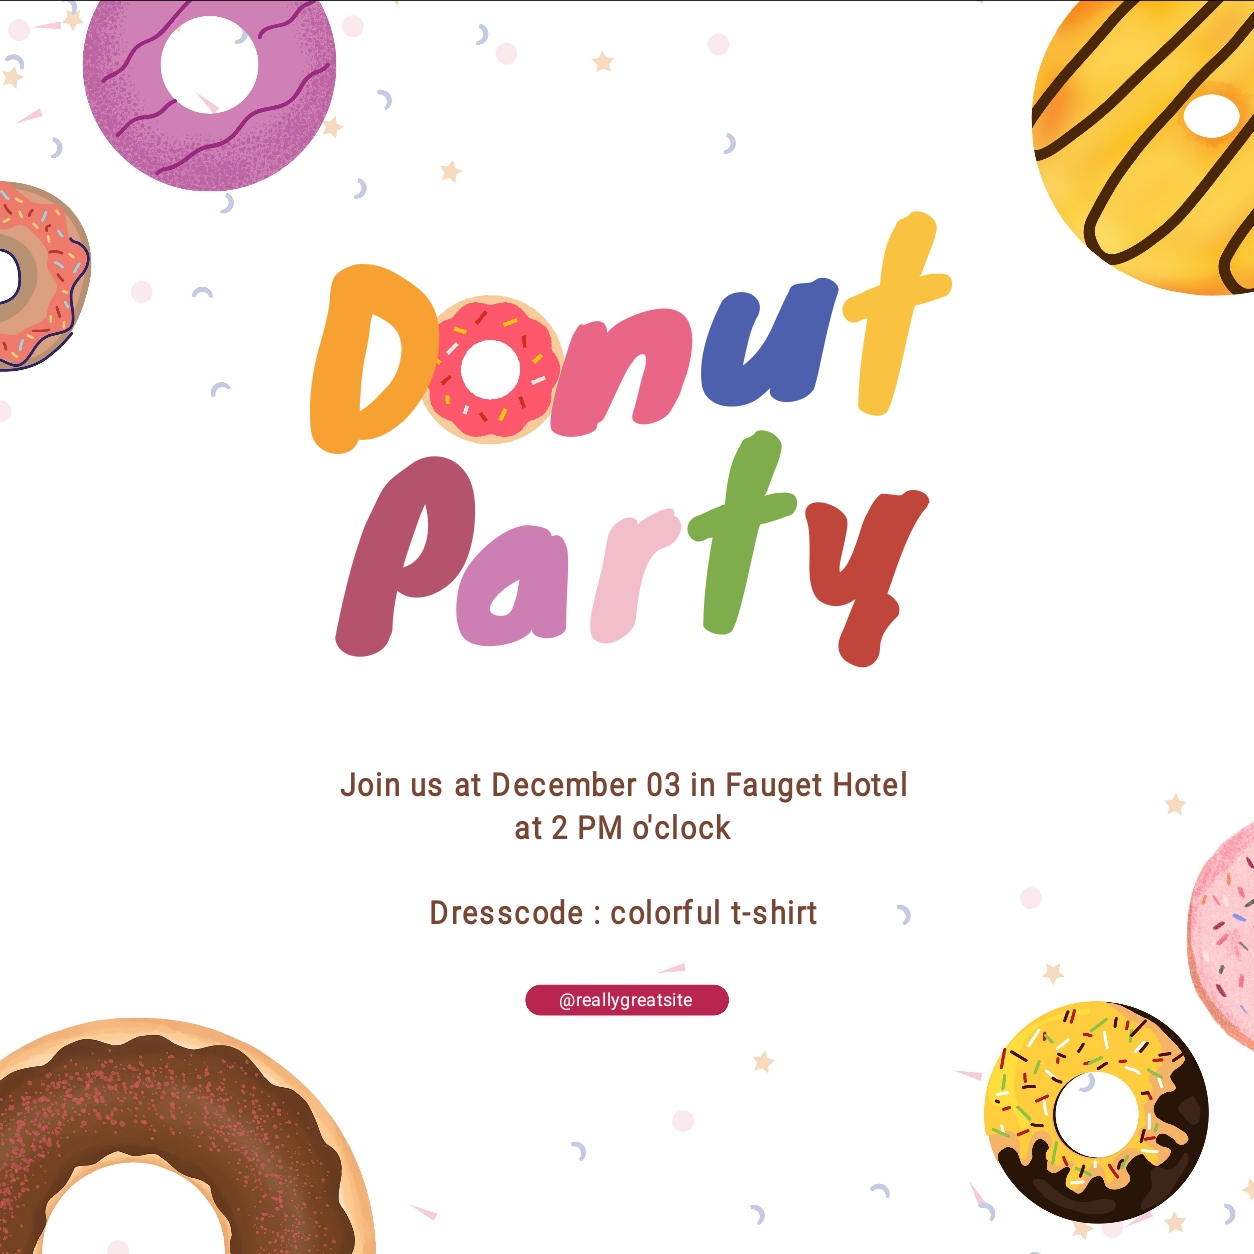 Donut
Party
Join us at December 03 in Fauget Hotel
at 2 PM o'clock
Dresscode : colorful t-shirt
@reallygreatsite